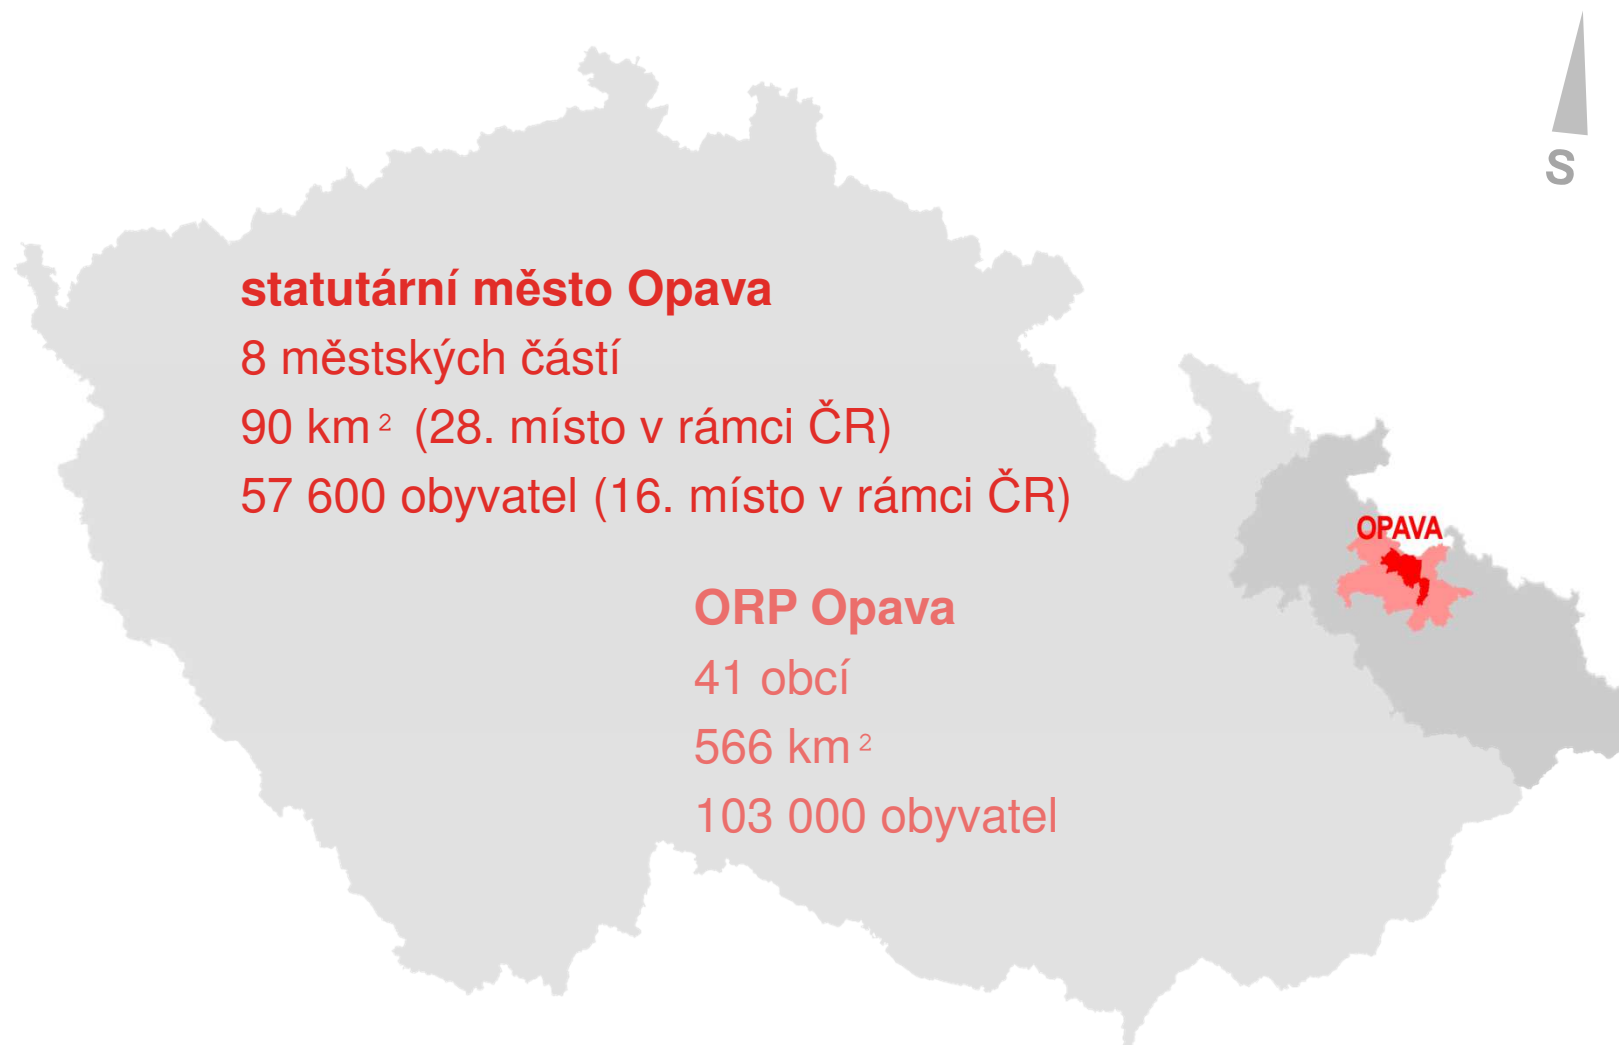 S
statutární město Opava
8 městských částí
90 km² (28. místo v rámci ČR)
57 600 obyvatel (16. místo v rámci ČR)
OPAVA
ORP Opava
41 obcí
566 km²
103 000 obyvatel